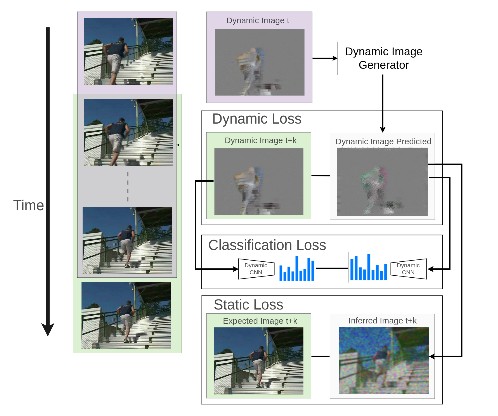 Time
Dynamic Image t
Dynamic Image
Generator
Dynamic Loss
Dynamic Image t+k
Dynamic Image Predicted
Classification Loss
Dynamic
CNN
Dynamic
CNN
Static Loss
Expected Image t+k
Inferred Image t+k